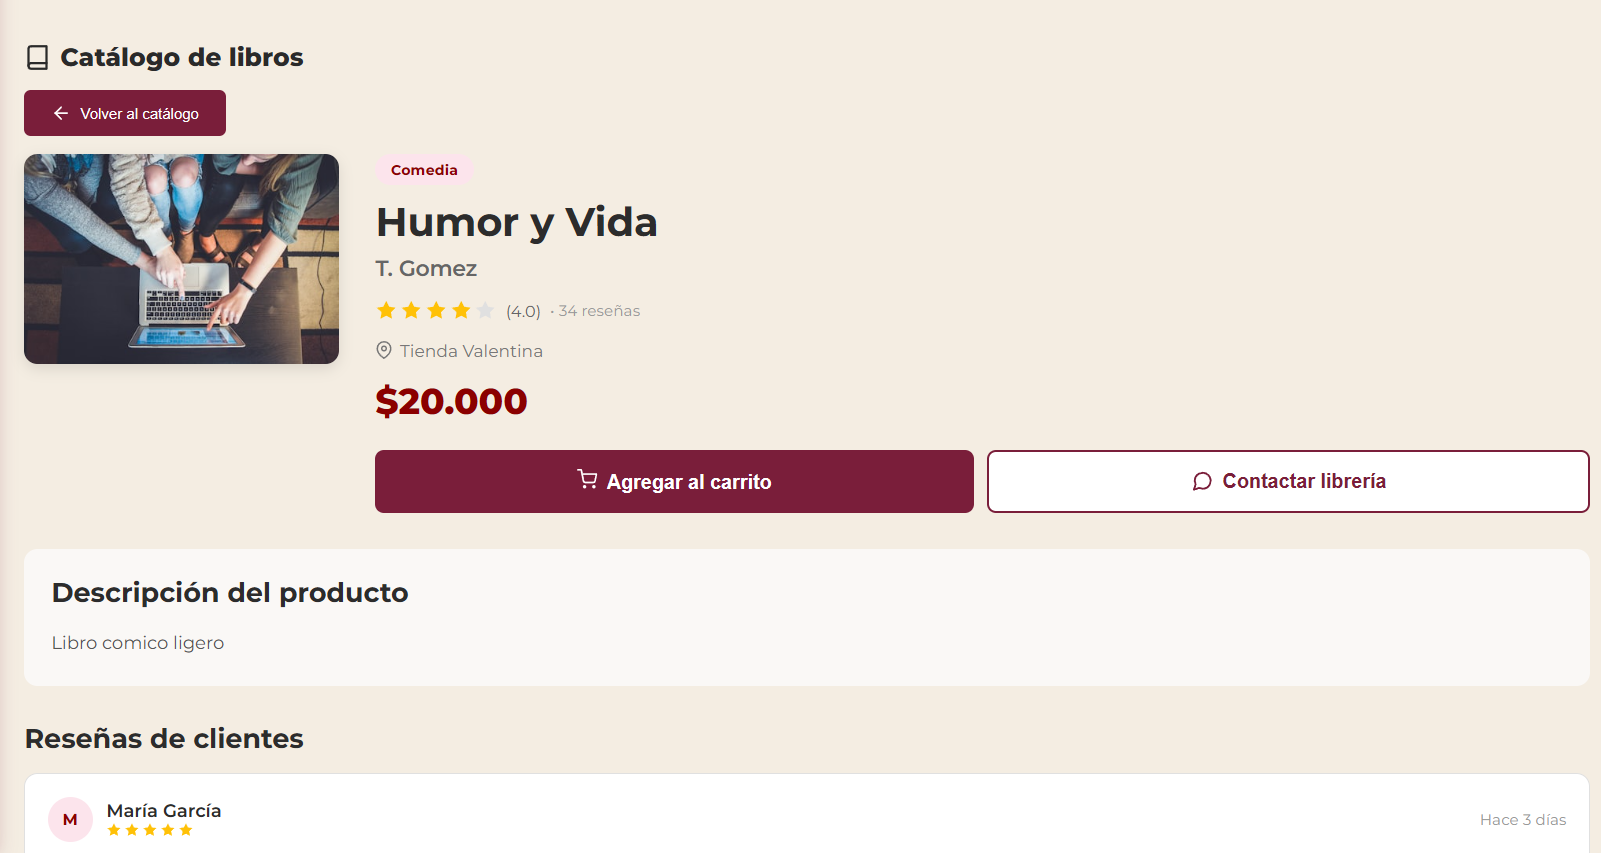 Catálogo de libros
Volver al catálogo
Comedia
Humor y Vida
T. Gomez
(4.0) • 34 reseñas
Tienda Valentina
$20.000
Agregar al carrito
Contactar librería
Descripción del producto
Libro comico ligero
Reseñas de clientes
M
María García
Hace 3 días